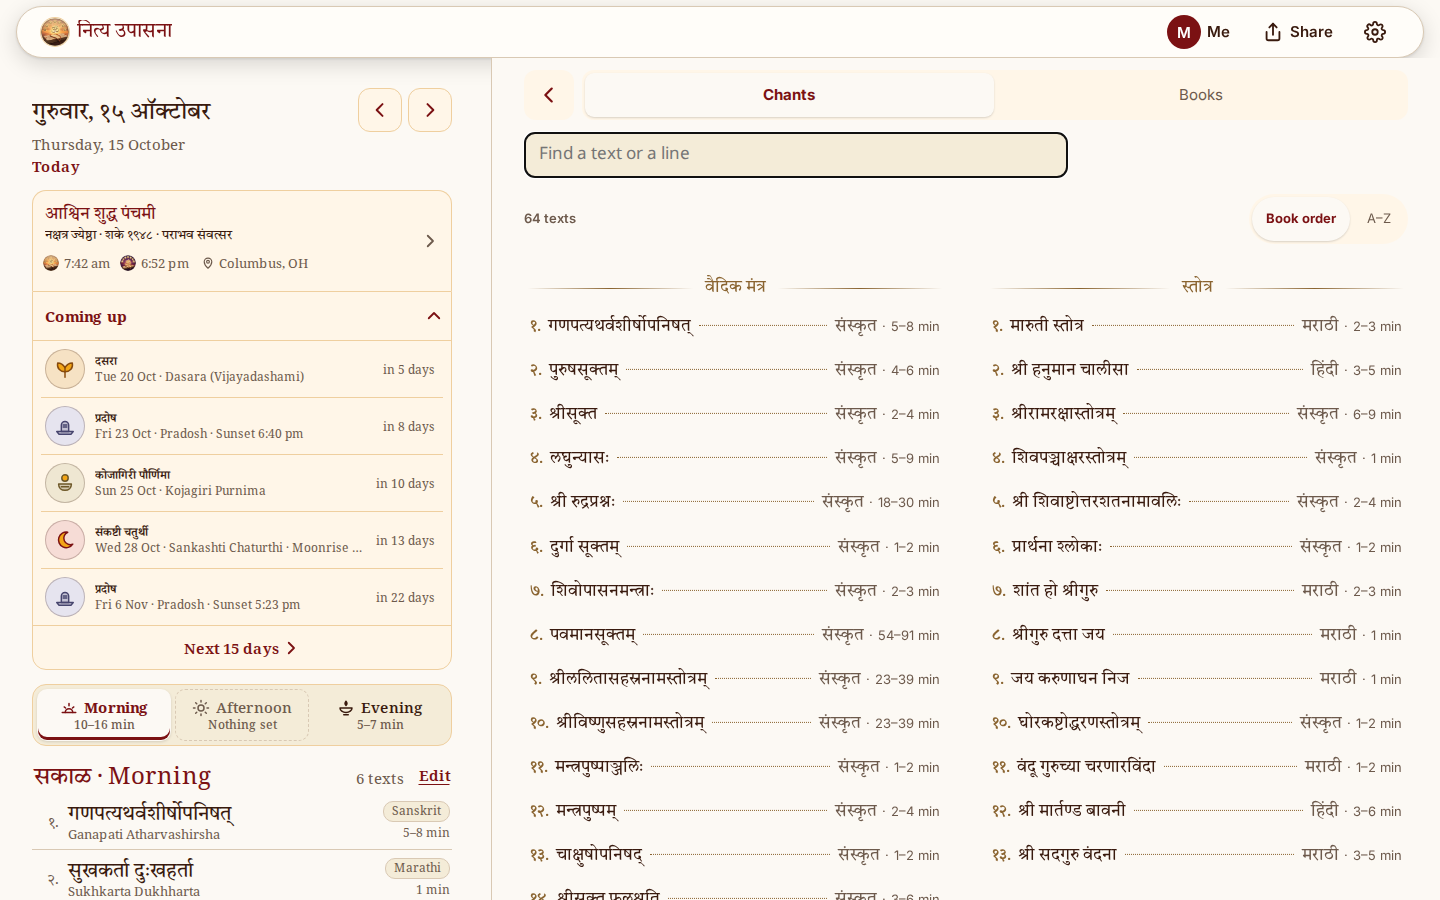 नित्य उपासना
M Me
Share
गुरुवार, १५ ऑक्टोबर
Thursday, 15 October
Today
आश्विन शुद्ध पंचमी
नक्षत्र ज्येष्ठा · शके १९४८ · पराभव संवत्सर
7:42 am 6:52 pm Columbus, OH
Coming up
दसरा
Tue 20 Oct · Dasara (Vijayadashami)
in 5 days
प्रदोष
Fri 23 Oct · Pradosh · Sunset 6:40 pm
in 8 days
कोजागिरी पौर्णिमा
Sun 25 Oct · Kojagiri Purnima
in 10 days
संकष्टी चतुर्थी
Wed 28 Oct · Sankashti Chaturthi · Moonrise ...
in 13 days
प्रदोष
Fri 6 Nov · Pradosh · Sunset 5:23 pm
in 22 days
Next 15 days
Morning
10–16 min
Afternoon
Nothing set
Evening
5–7 min
सकाळ · Morning
6 texts Edit
१. गणपत्यथर्वशीर्षोपनिषत्
Ganapati Atharvashirsha
Sanskrit
5–8 min
२. सुखकर्ता दुःखहर्ता
Sukhkarta Dukhharta
Marathi
1 min
Chants
Books
Find a text or a line
64 texts
Book order
A–Z
वैदिक मंत्र
१. गणपत्यथर्वशीर्षोपनिषत् संस्कृत · 5–8 min
२. पुरुषसूक्तम् संस्कृत · 4–6 min
३. श्रीसूक्त संस्कृत · 2–4 min
४. लघुन्यासः संस्कृत · 5–9 min
५. श्री रुद्रप्रश्नः संस्कृत · 18–30 min
६. दुर्गा सूक्तम् संस्कृत · 1–2 min
७. शिवोपासनमन्त्राः संस्कृत · 2–3 min
८. पवमानसूक्तम् संस्कृत · 54–91 min
९. श्रीललितासहस्रनामस्तोत्रम् संस्कृत · 23–39 min
१०. श्रीविष्णुसहस्रनामस्तोत्रम् संस्कृत · 23–39 min
११. मन्त्रपुष्पाञ्जलिः संस्कृत · 1–2 min
१२. मन्त्रपुष्पम् संस्कृत · 2–4 min
१३. चाक्षुषोपनिषद् संस्कृत · 1–2 min
१४. श्रीसूक्त फलश्रुति संस्कृत · 3–6 min
स्तोत्र
१. मारुती स्तोत्र मराठी · 2–3 min
२. श्री हनुमान चालीसा हिंदी · 3–5 min
३. श्रीरामरक्षास्तोत्रम् संस्कृत · 6–9 min
४. शिवपञ्चाक्षरस्तोत्रम् संस्कृत · 1 min
५. श्री शिवाष्टोत्तरशतनामावलिः संस्कृत · 2–4 min
६. प्रार्थना श्लोकाः संस्कृत · 1–2 min
७. शांत हो श्रीगुरु मराठी · 2–3 min
८. श्रीगुरु दत्ता जय मराठी · 1 min
९. जय करुणाघन निज मराठी · 1 min
१०. घोरकष्टोद्धरणस्तोत्रम् संस्कृत · 1–2 min
११. वंदू गुरुच्या चरणारविंदा मराठी · 1–2 min
१२. श्री मार्तण्ड बावनी हिंदी · 3–6 min
१३. श्री सदगुरु वंदना मराठी · 3–5 min